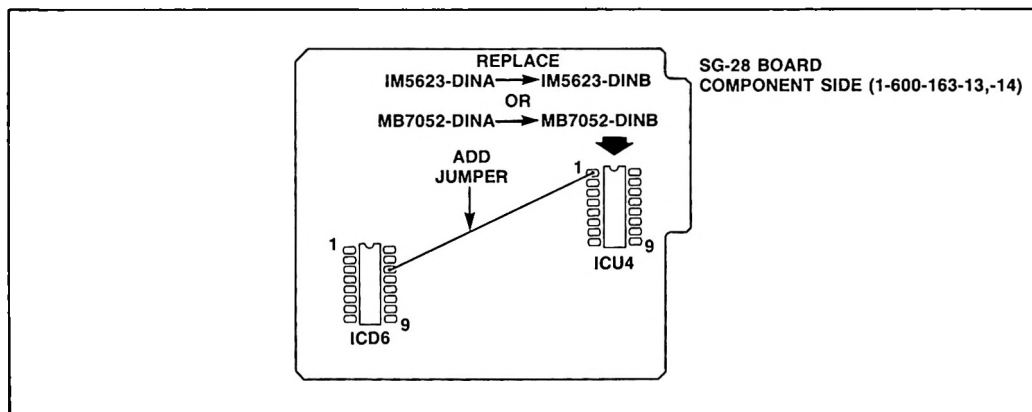 REPLACE
IM5623-DINA → IM5623-DINB
OR
MB7052-DINA → MB7052-DINB
SG-28 BOARD
COMPONENT SIDE (1-600-163-13,-14)
ADD
JUMPER
1
9
ICU4
1
9
ICD6